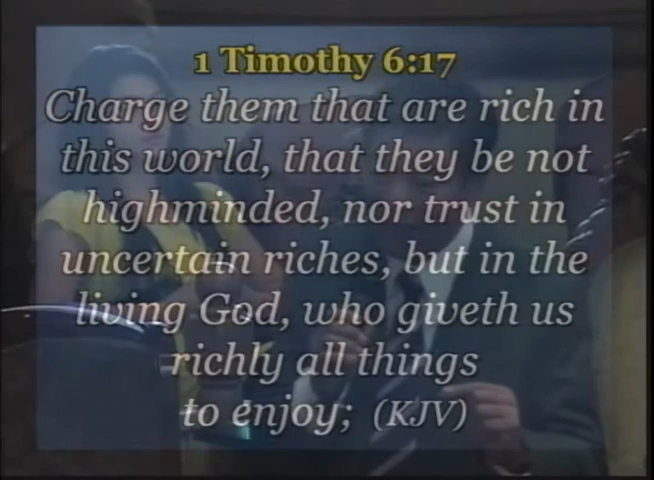 1 Timothy 6:17
Charge them that are rich in
this world, that they be not
highminded, nor trust in
uncertain riches, but in the
living God, who giveth us
richly all things
to enjoy; (KJV)